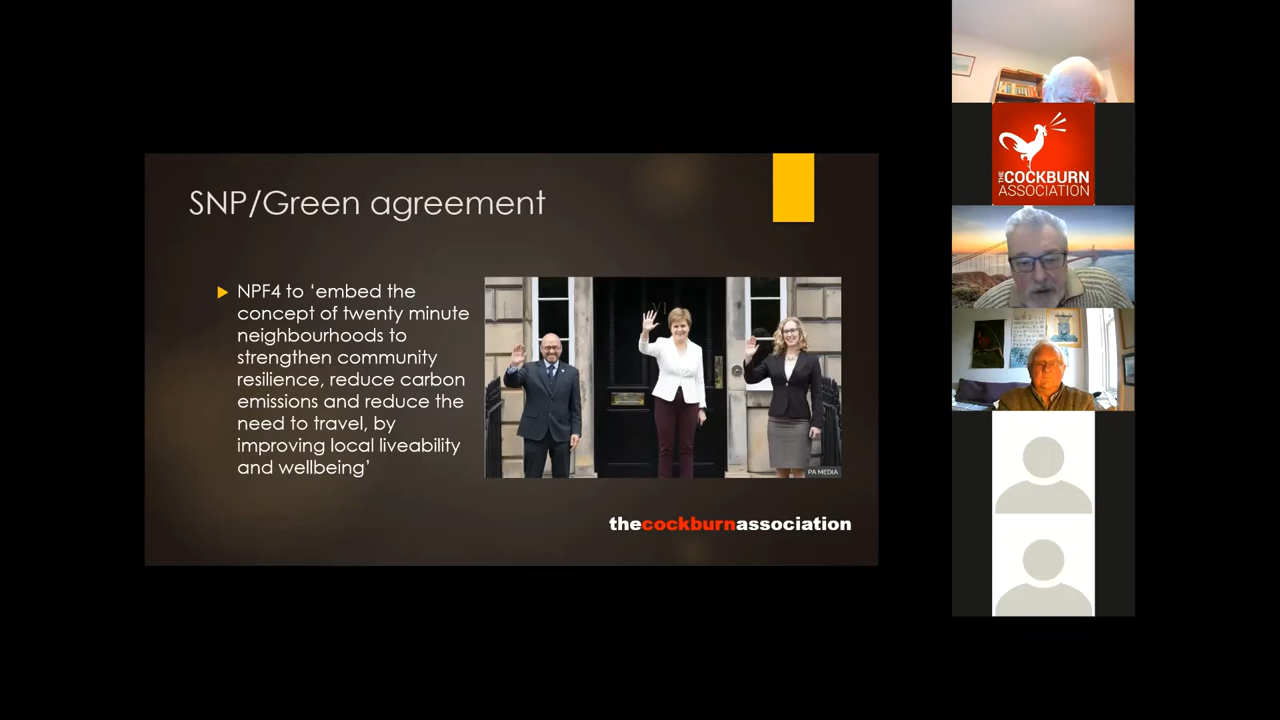 SNP/Green agreement
NPF4 to ‘embed the
concept of twenty minute
neighbourhoods to
strengthen community
resilience, reduce carbon
emissions and reduce the
need to travel, by
improving local liveability
and wellbeing’
VI
PA MEDIA
thecockburnassociation
THE COCKBURN
ASSOCIATION